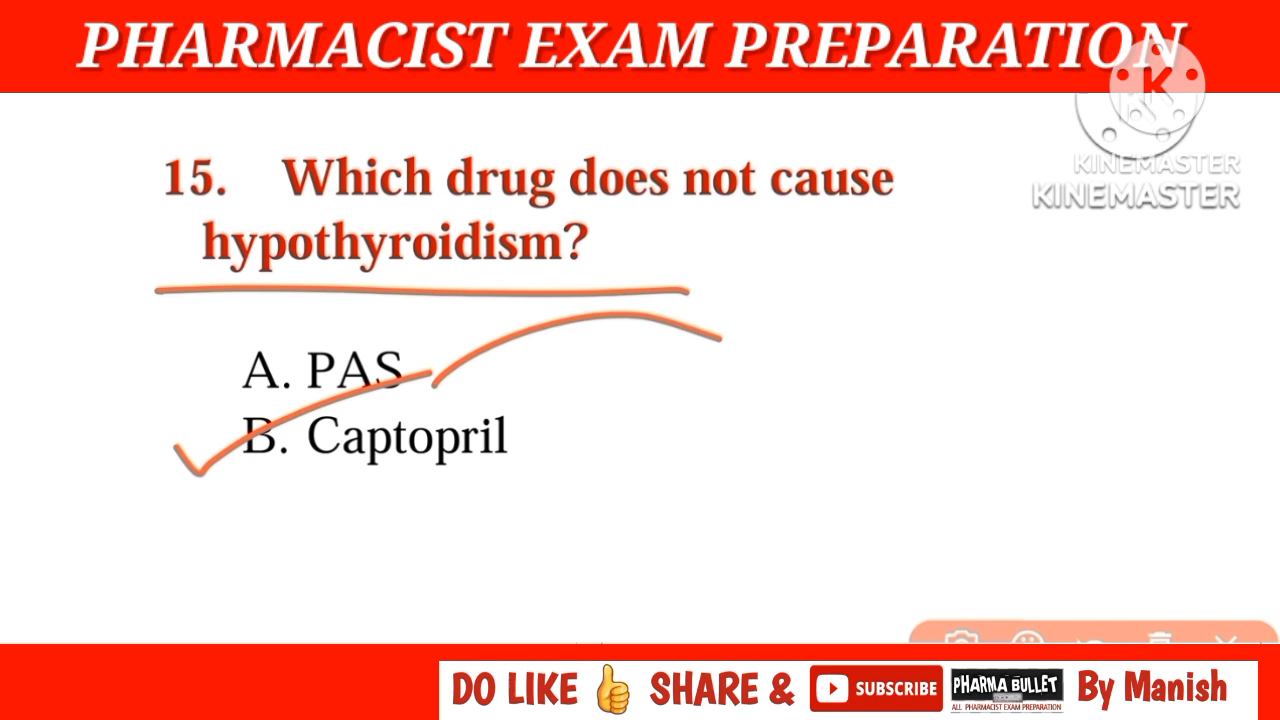 PHARMACIST EXAM PREPARATION
K
KINEMASTER
KINEMASTER
15. Which drug does not cause
hypothyroidism?
A. PAS
B. Captopril
DO LIKE SHARE & SUBSCRIBE PHARMA BULLET By Manish
ALL PHARMACIST EXAM PREPARATION